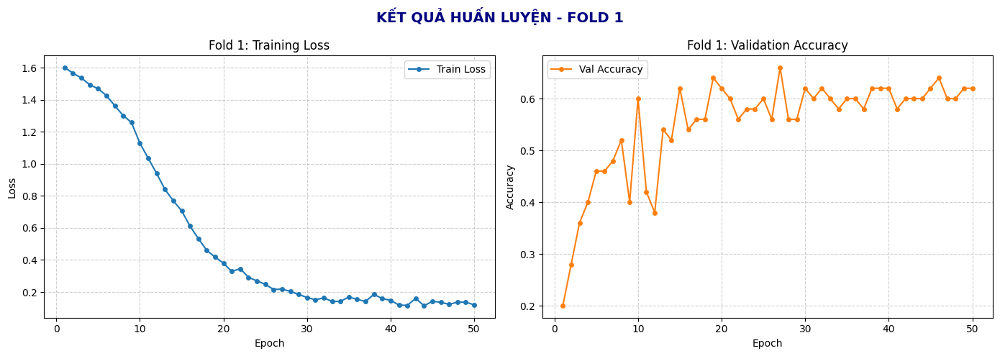 KẾT QUẢ HUẤN LUYỆN - FOLD 1
Fold 1: Training Loss
Train Loss
Loss
1.6
1.4
1.2
1.0
0.8
0.6
0.4
0.2
0 10 20 30 40 50
Epoch
Fold 1: Validation Accuracy
Val Accuracy
Accuracy
0.6
0.5
0.4
0.3
0.2
0 10 20 30 40 50
Epoch